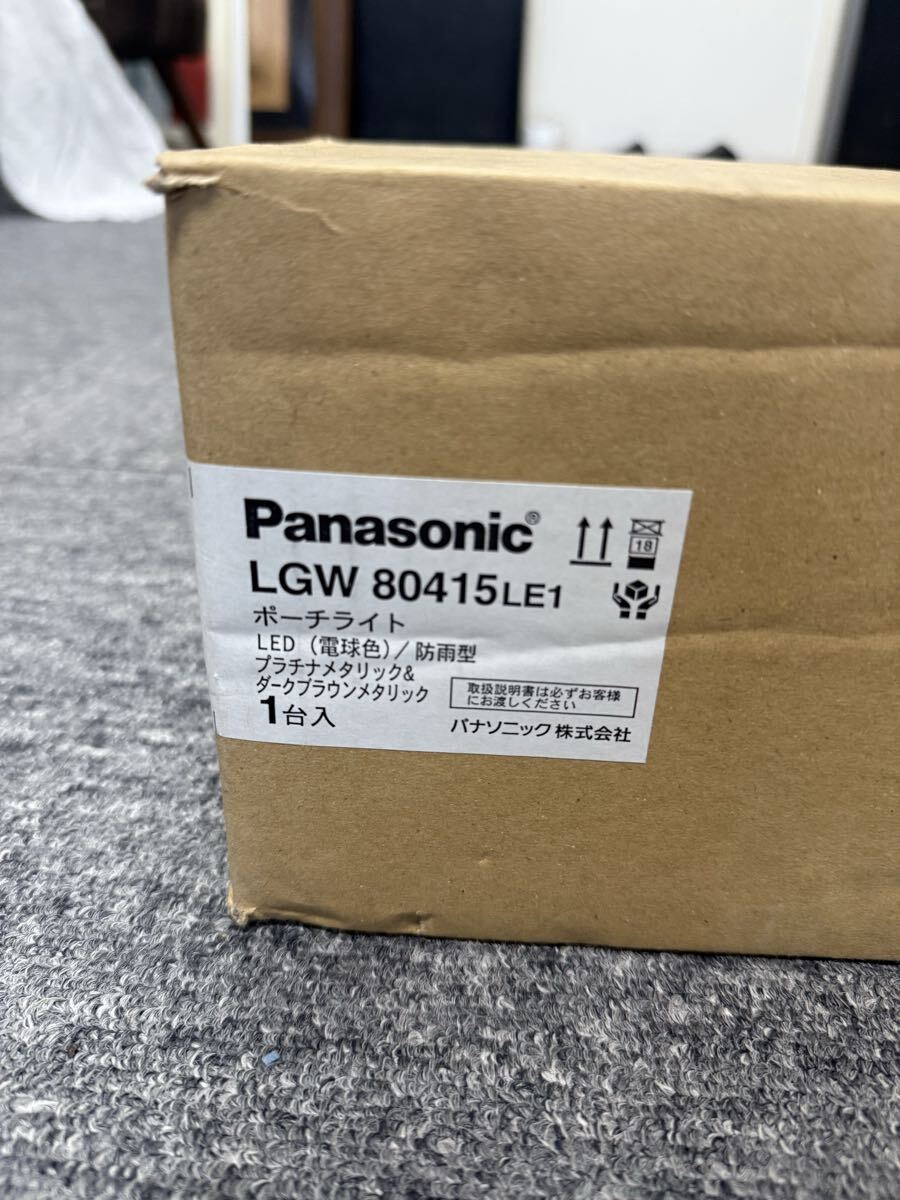 Panasonic®
LGW 80415LE1
18
ポーチライト
LED（電球色）/防雨型
プラチナメタリック&
ダークブラウンメタリック
1台入
取扱説明書は必ずお客様
にお渡しください
パナソニック株式会社